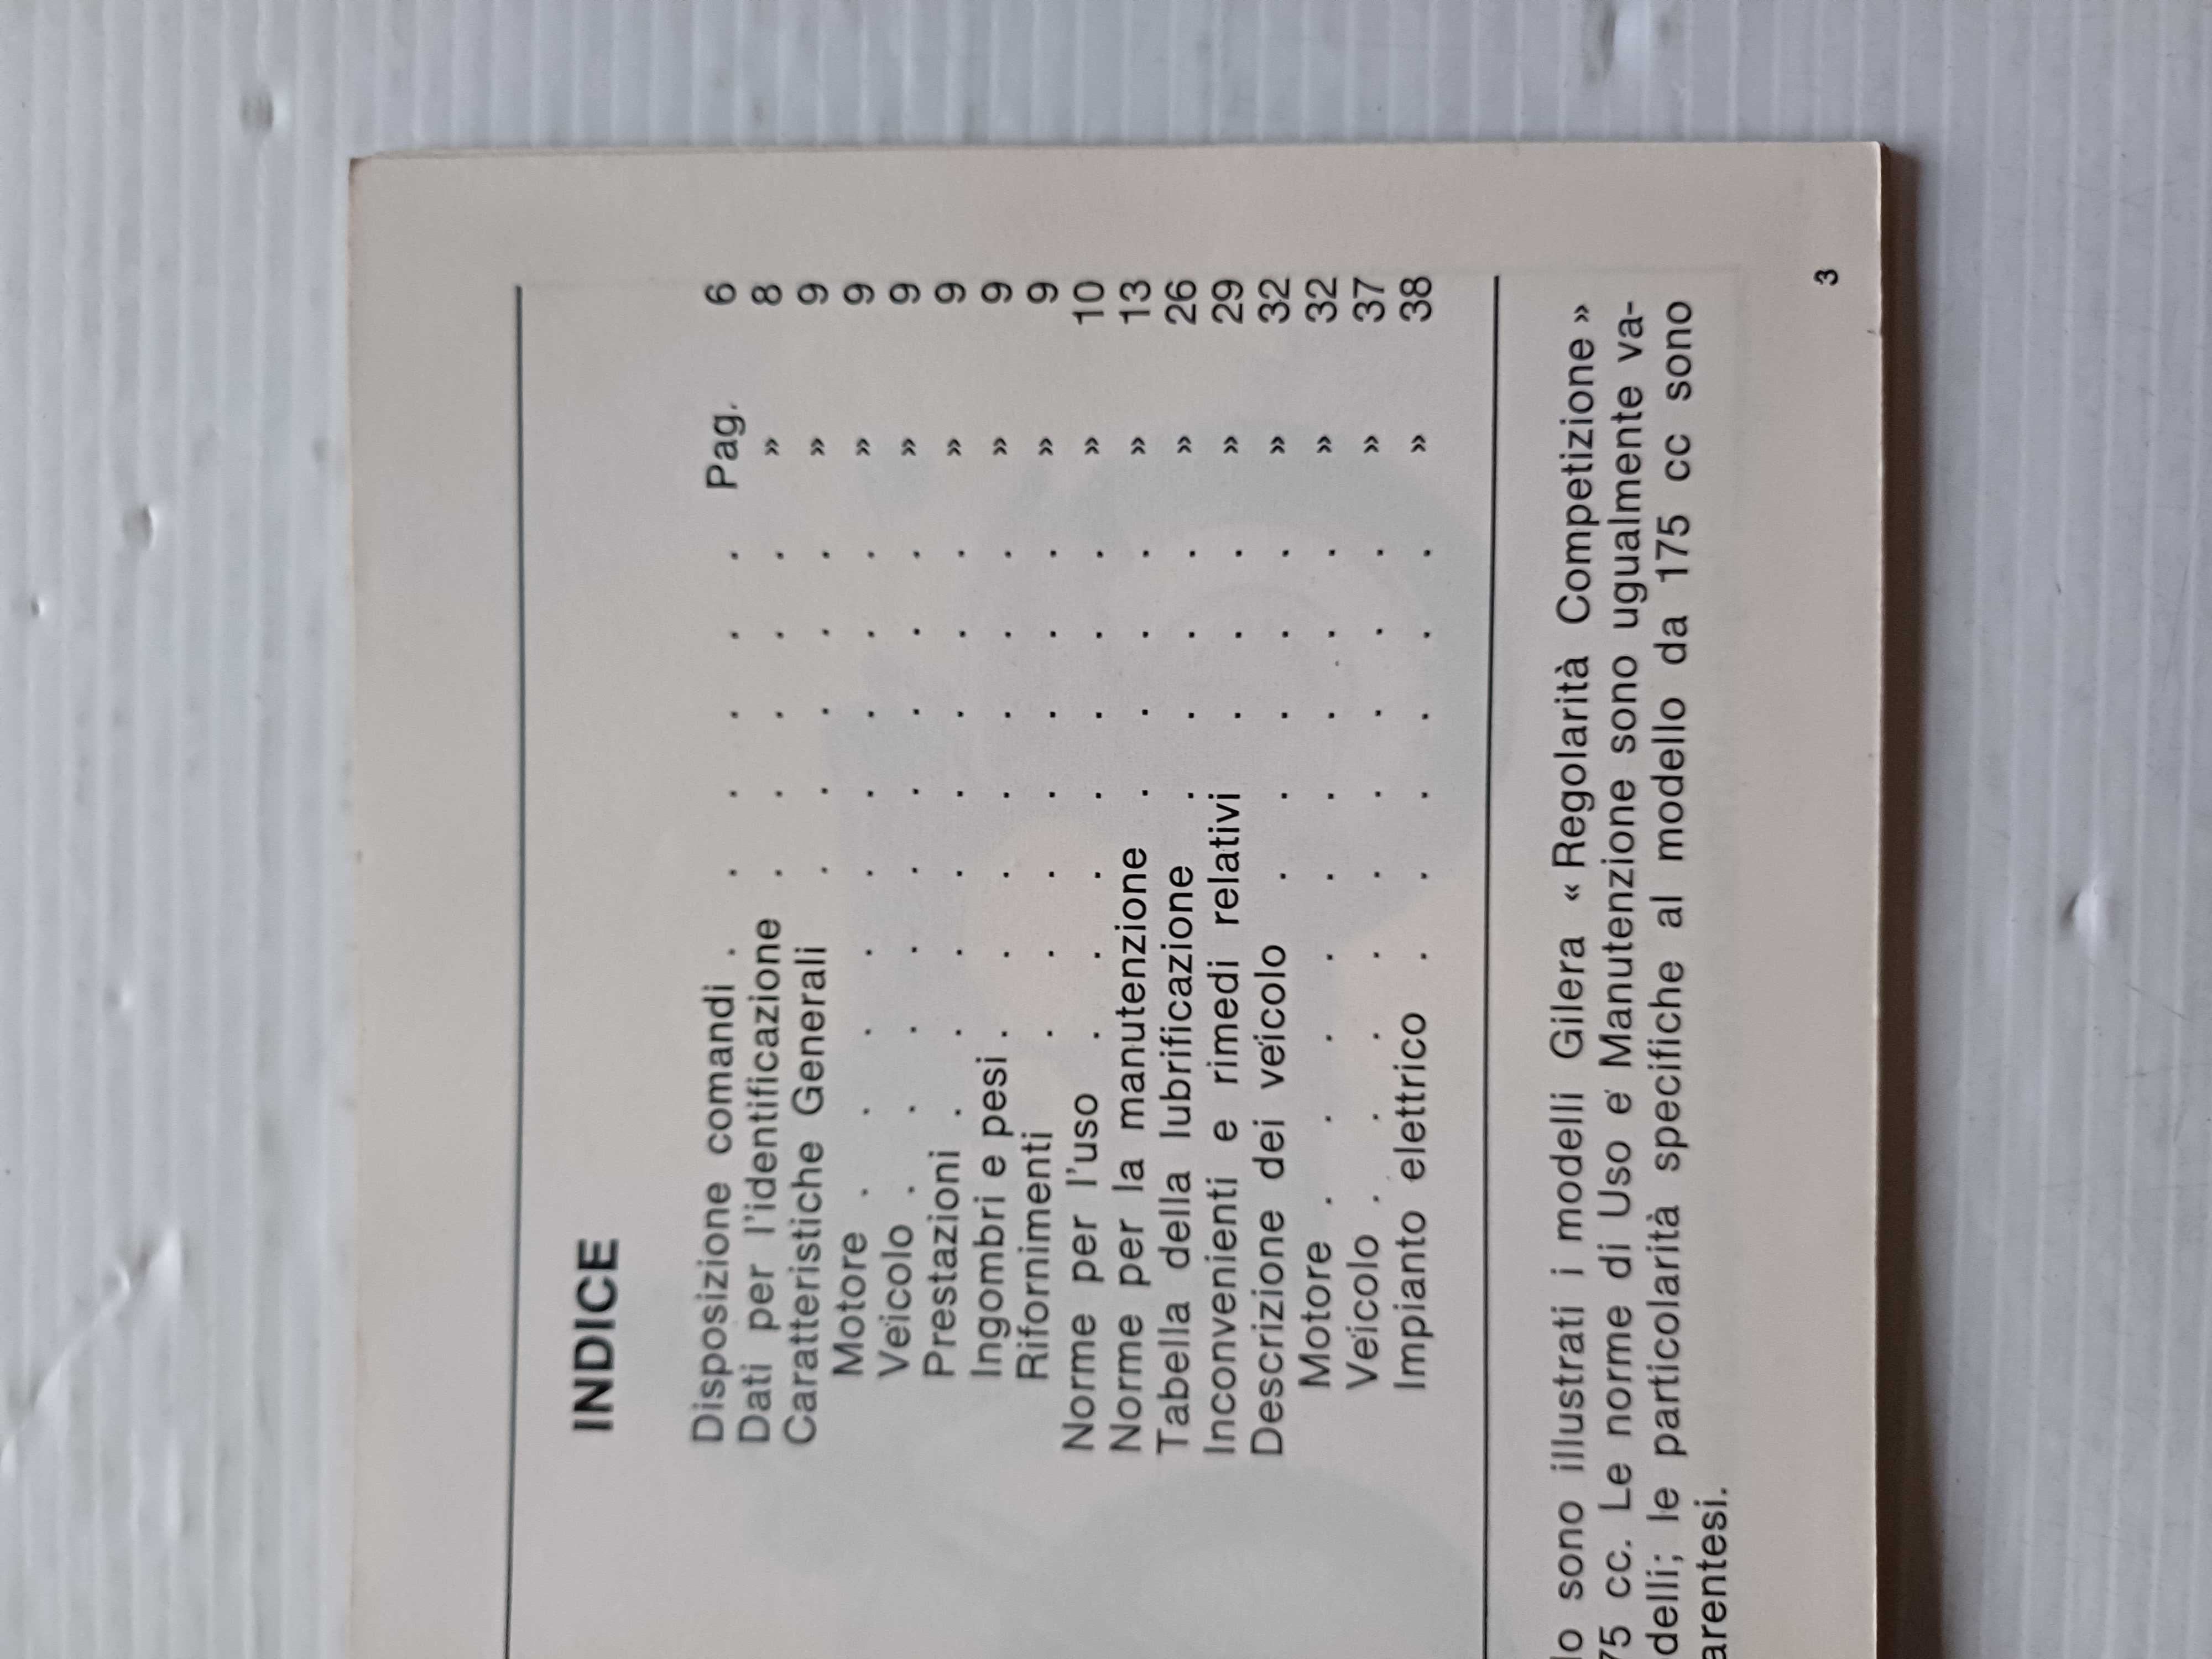 INDICE
Disposizione comandi . . . . . . Pag. 6
Dati per l'identificazione . . . . . » 8
Caratteristiche Generali . . . . . » 9
Motore . . . . . . . . . » 9
Veicolo . . . . . . . . . » 9
Prestazioni . . . . . . . . » 9
Ingombri e pesi . . . . . . . » 9
Rifornimenti . . . . . . . » 9
Norme per l'uso . . . . . . . » 10
Norme per la manutenzione . . . . » 13
Tabella della lubrificazione . . . . » 26
Inconvenienti e rimedi relativi . . . » 29
Descrizione dei veicolo . . . . . » 32
Motore . . . . . . . . . » 32
Veicolo . . . . . . . . . » 37
Impianto elettrico . . . . . . » 38
sono illustrati i modelli Gilera « Regolarità Competizione »
75 cc. Le norme di Uso e Manutenzione sono ugualmente va-
delli; le particolarità specifiche al modello da 175 cc sono
arentesi.
3